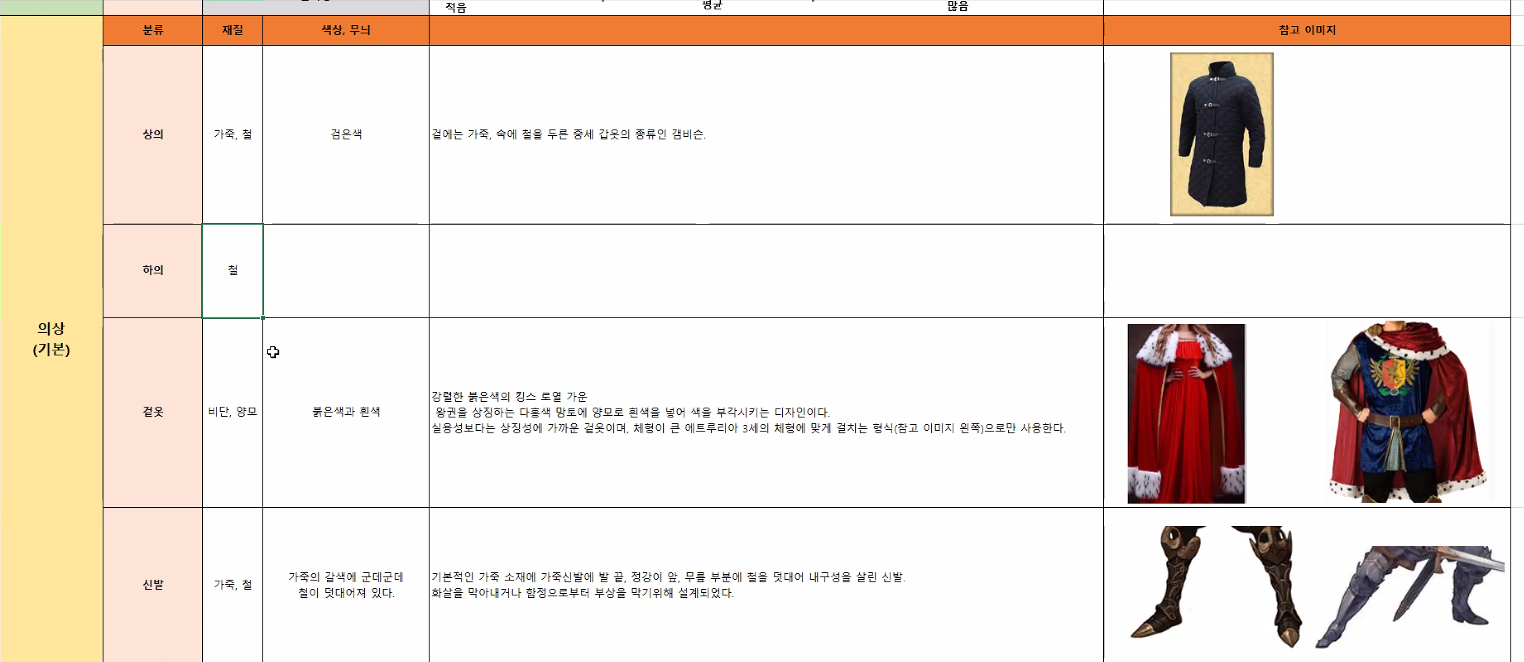 적음
평균
많음
분류
재질
색상, 무늬
참고 이미지
의상
(기본)
상의
가죽, 철
검은색
겉에는 가죽, 속에 철을 두른 중세 갑옷의 종류인 갬비슨.
하의
철
겉옷
비단, 양모
붉은색과 흰색
강렬한 붉은색의 킹스 로열 가운
왕권을 상징하는 다홍색 망토에 양모로 흰색을 넣어 색을 부각시키는 디자인이다.
실용성보다는 상징성에 가까운 겉옷이며, 체형이 큰 에트루리아 3세의 체형에 맞게 걸치는 형식(참고 이미지 왼쪽)으로만 사용한다.
신발
가죽, 철
가죽의 갈색에 군데군데
철이 덧대어져 있다.
기본적인 가죽 소재에 가죽신발에 발 끝, 정강이 앞, 무릎 부분에 철을 덧대어 내구성을 살린 신발.
화살을 막아내거나 함정으로부터 부상을 막기위해 설계되었다.